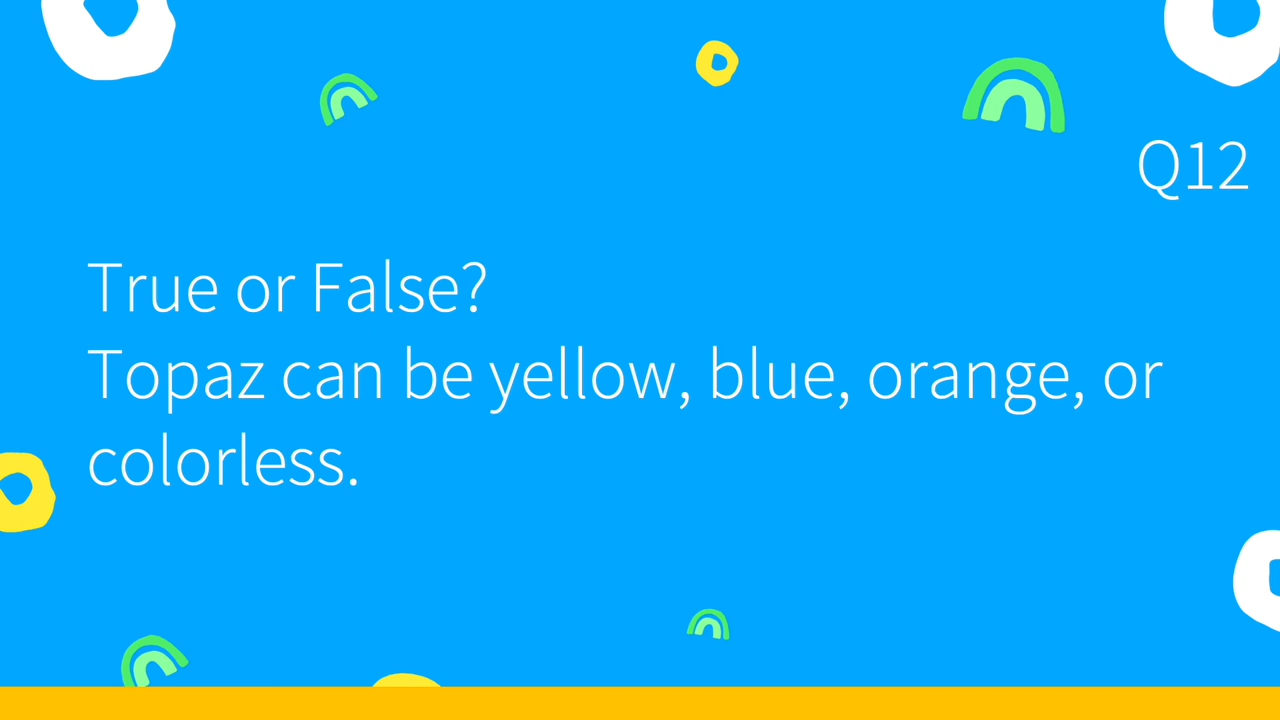 Q12
True or False?
Topaz can be yellow, blue, orange, or
colorless.